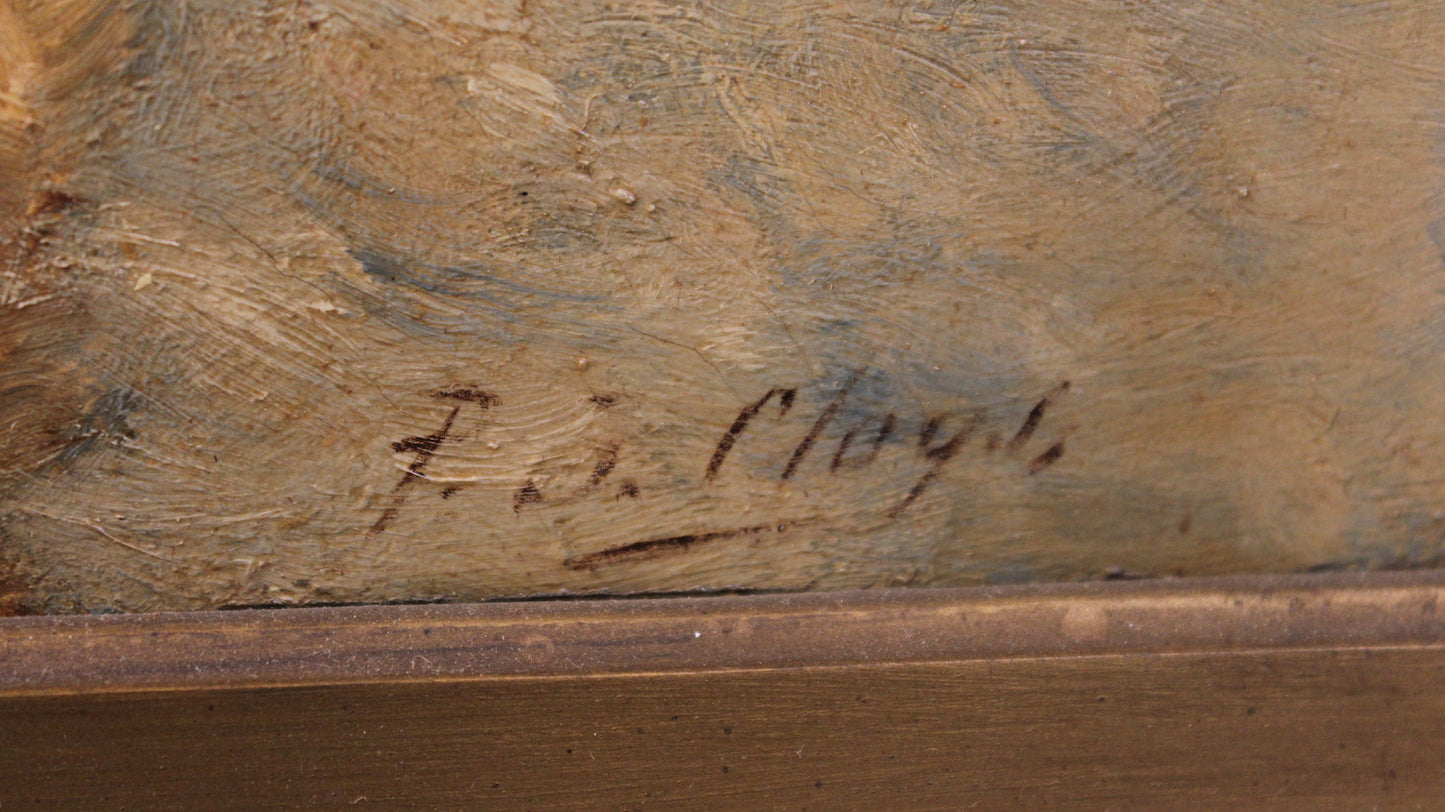 P. J. Clays.